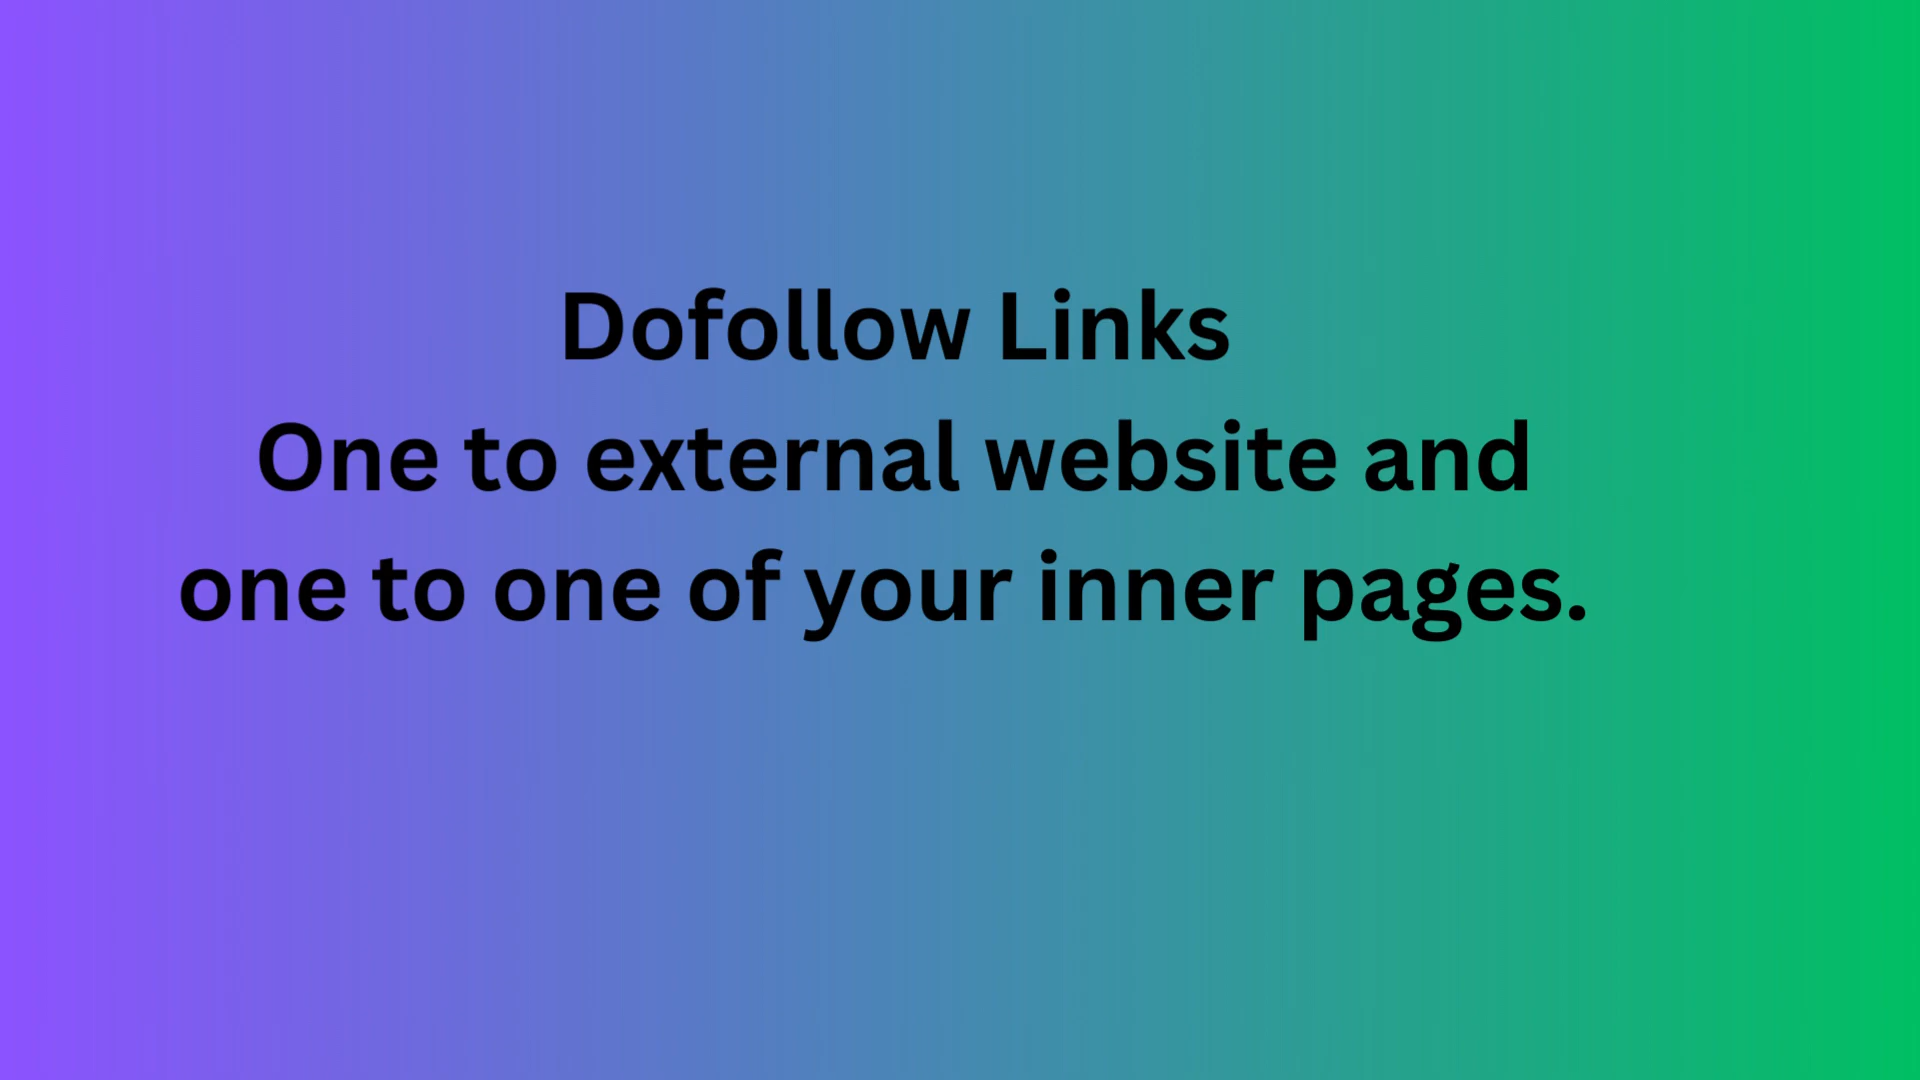 Dofollow Links
One to external website and
one to one of your inner pages.